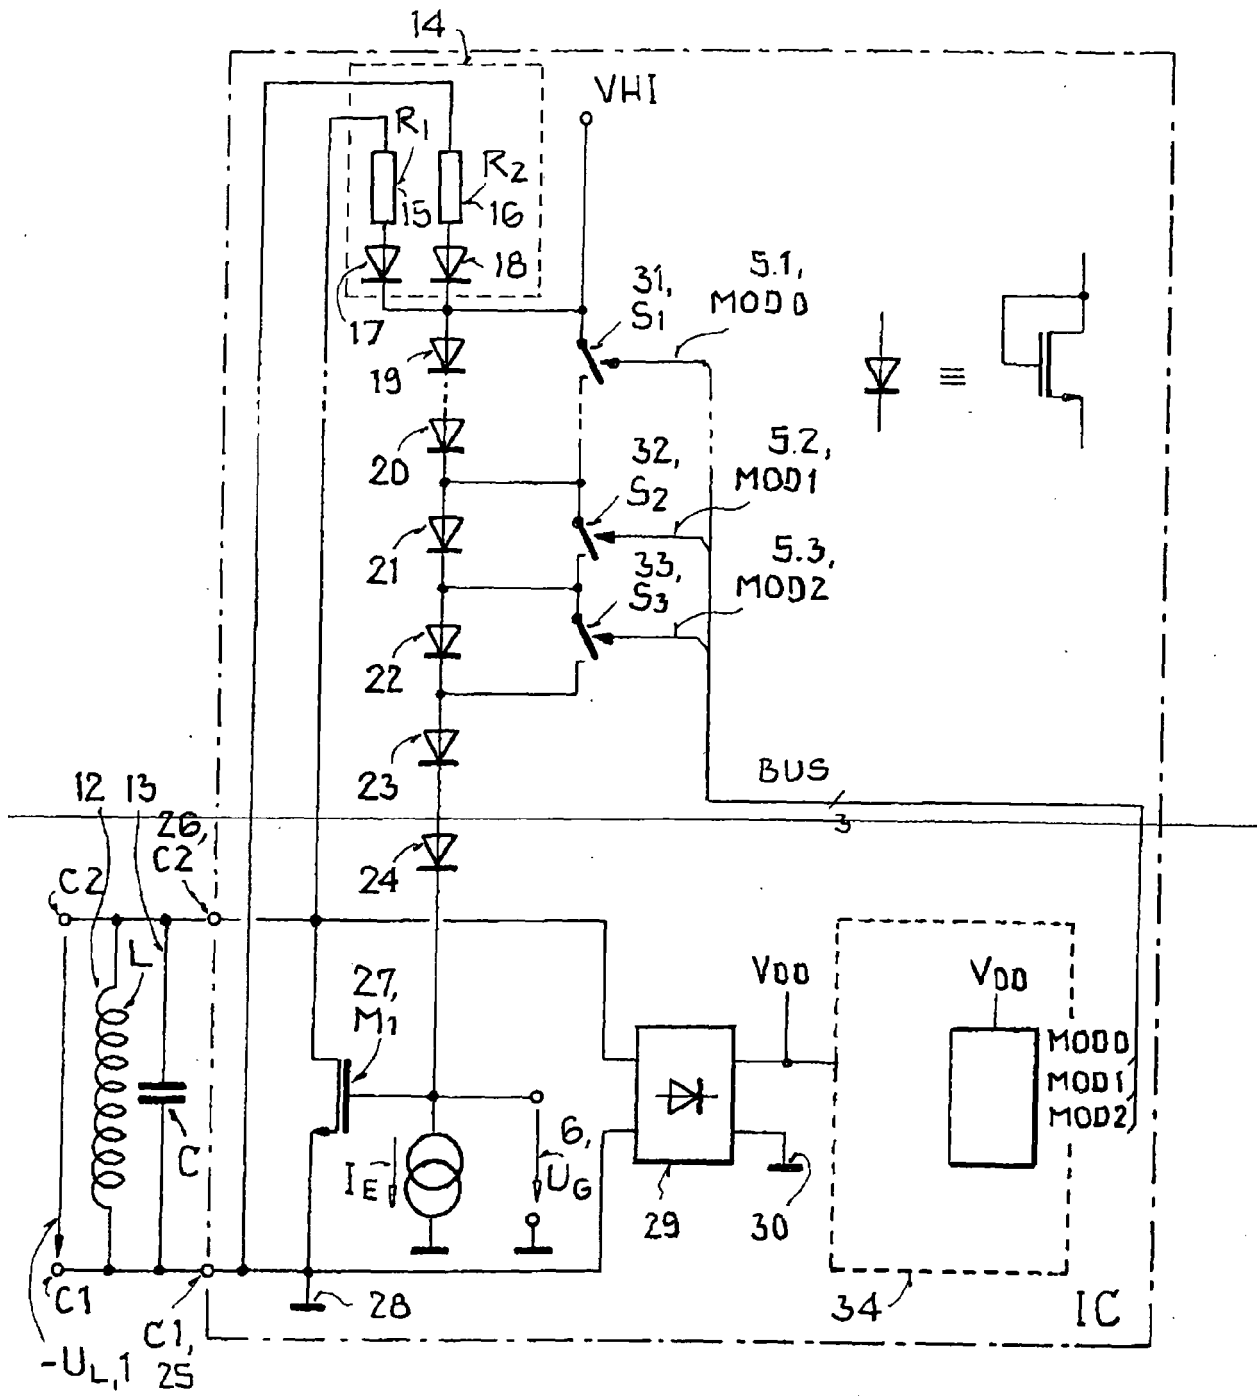 14
VHI
R1
R2
15
16
18
17
31,
S1
5.1,
MOD0
19
20
32,
S2
5.2,
MOD1
21
33,
S3
5.3,
MOD2
22
23
BUS
3
12
13
26,
C2,
24
C2
L
27,
M1
VDD
VDD
MOD0
MOD1
MOD2
C
IE
6,
UG
29
30
C1
28
34
IC
C1,
25
-UL,1